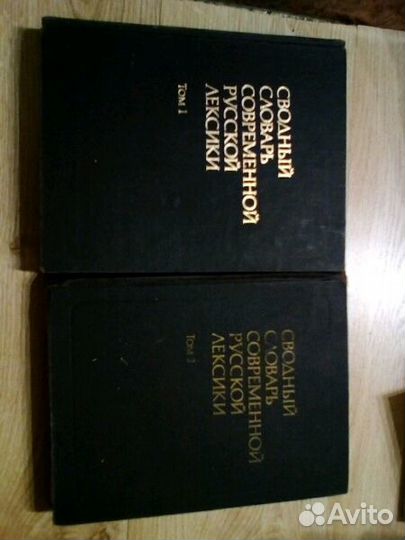 СВОДНЫЙ
СЛОВАРЬ
СОВРЕМЕННОЙ
РУССКОЙ
ЛЕКСИКИ
ТОМ 1
СВОДНЫЙ
СЛОВАРЬ
СОВРЕМЕННОЙ
РУССКОЙ
ЛЕКСИКИ
ТОМ 2
Avito